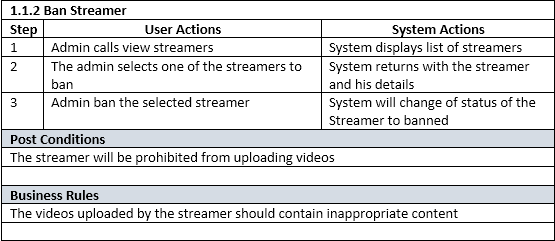 1.1.2 Ban Streamer
Step User Actions System Actions
1 Admin calls view streamers System displays list of streamers
2 The admin selects one of the streamers to ban System returns with the streamer and his details
3 Admin ban the selected streamer System will change of status of the Streamer to banned
Post Conditions
The streamer will be prohibited from uploading videos
Business Rules
The videos uploaded by the streamer should contain inappropriate content